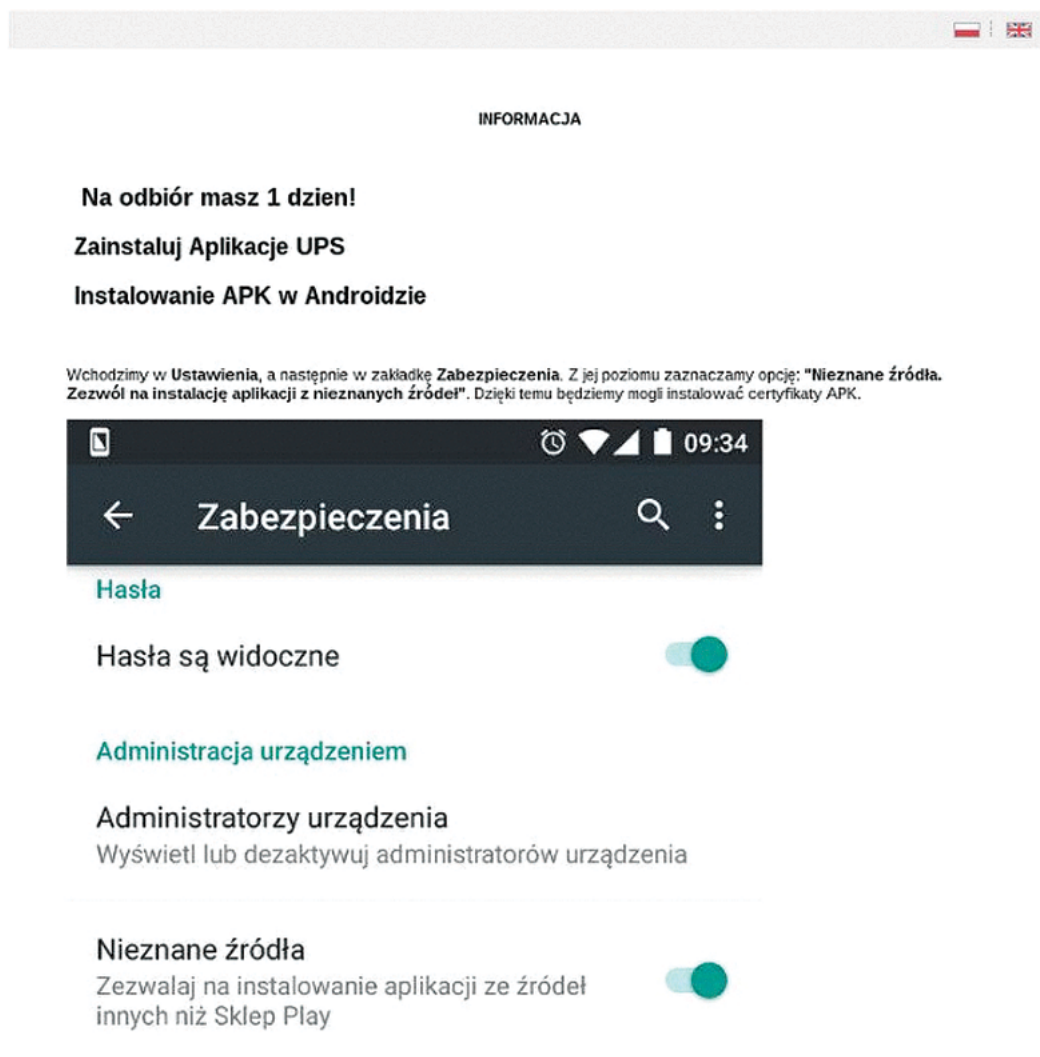 INFORMACJA
Na odbiór masz 1 dzien!
Zainstaluj Aplikacje UPS
Instalowanie APK w Androidzie
Wchodzimy w Ustawienia, a następnie w zakładkę Zabezpieczenia. Z jej poziomu zaznaczamy opcję: "Nieznane źródła.
Zezwól na instalację aplikacji z nieznanych źródeł". Dzięki temu będziemy mogli instalować certyfikaty APK.
09:34
Zabezpieczenia
Hasła
Hasła są widoczne
Administracja urządzeniem
Administratorzy urządzenia
Wyświetl lub dezaktywuj administratorów urządzenia
Nieznane źródła
Zezwalaj na instalowanie aplikacji ze źródeł
innych niż Sklep Play